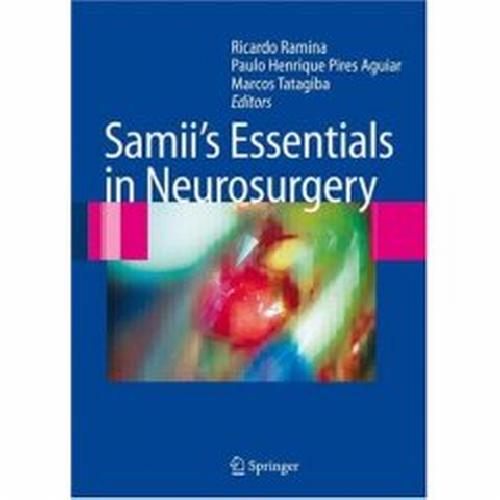 Ricardo Ramina
Paulo Henrique Pires Aguiar
Marcos Tatagiba
Editors
Samii's Essentials
in Neurosurgery
Springer